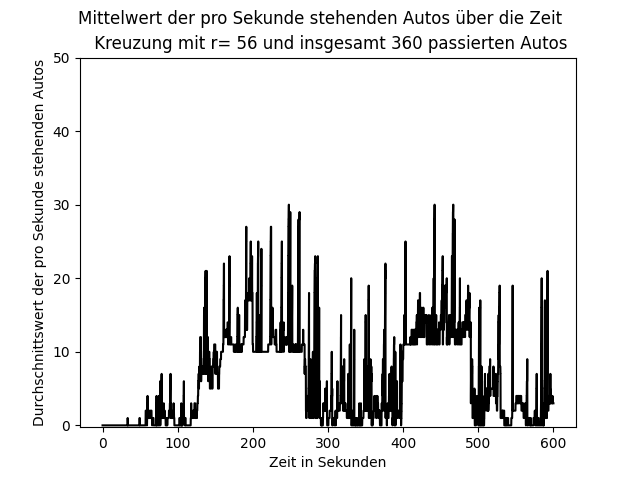 Mittelwert der pro Sekunde stehenden Autos über die Zeit
Kreuzung mit r= 56 und insgesamt 360 passierten Autos
Durchschnittswert der pro Sekunde stehenden Autos
50
40
30
20
10
0
0 100 200 300 400 500 600
Zeit in Sekunden